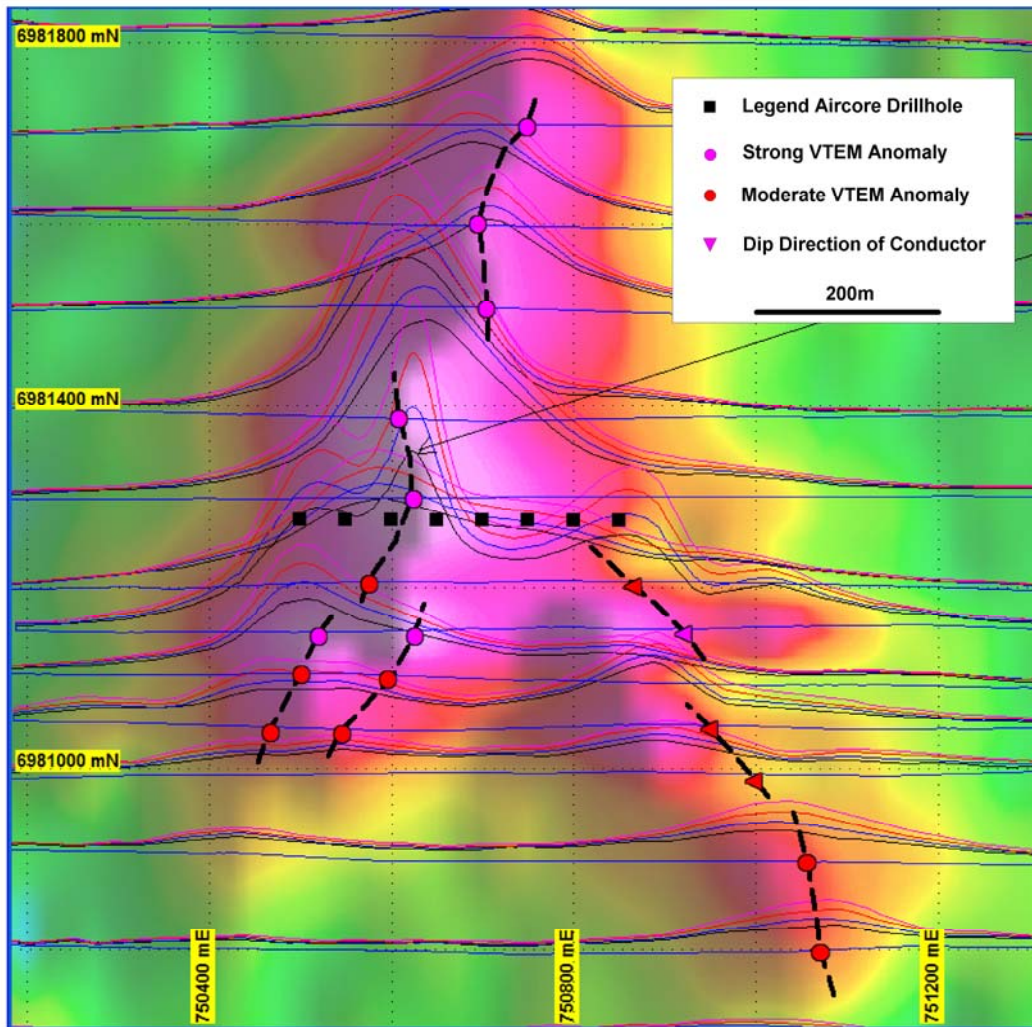 6981800 mN
Legend Aircore Drillhole
Strong VTEM Anomaly
Moderate VTEM Anomaly
Dip Direction of Conductor
200m
6981400 mN
6981000 mN
750400 mE
750800 mE
751200 mE